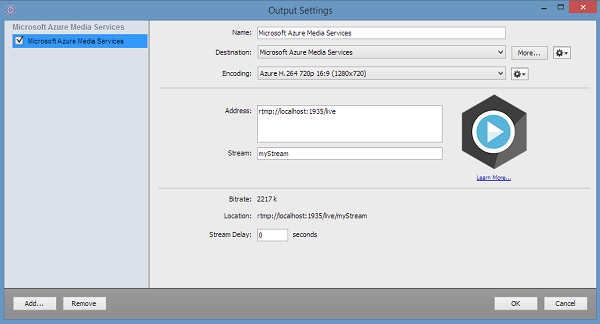 Output Settings
Microsoft Azure Media Services
Microsoft Azure Media Services
Name: Microsoft Azure Media Services
Destination: Microsoft Azure Media Services More...
Encoding: Azure H.264 720p 16:9 (1280x720)
Address: rtmp://localhost:1935/live
Stream: myStream
Learn More...
Bitrate: 2217 k
Location: rtmp://localhost:1935/live/myStream
Stream Delay: 0 seconds
Add... Remove OK Cancel